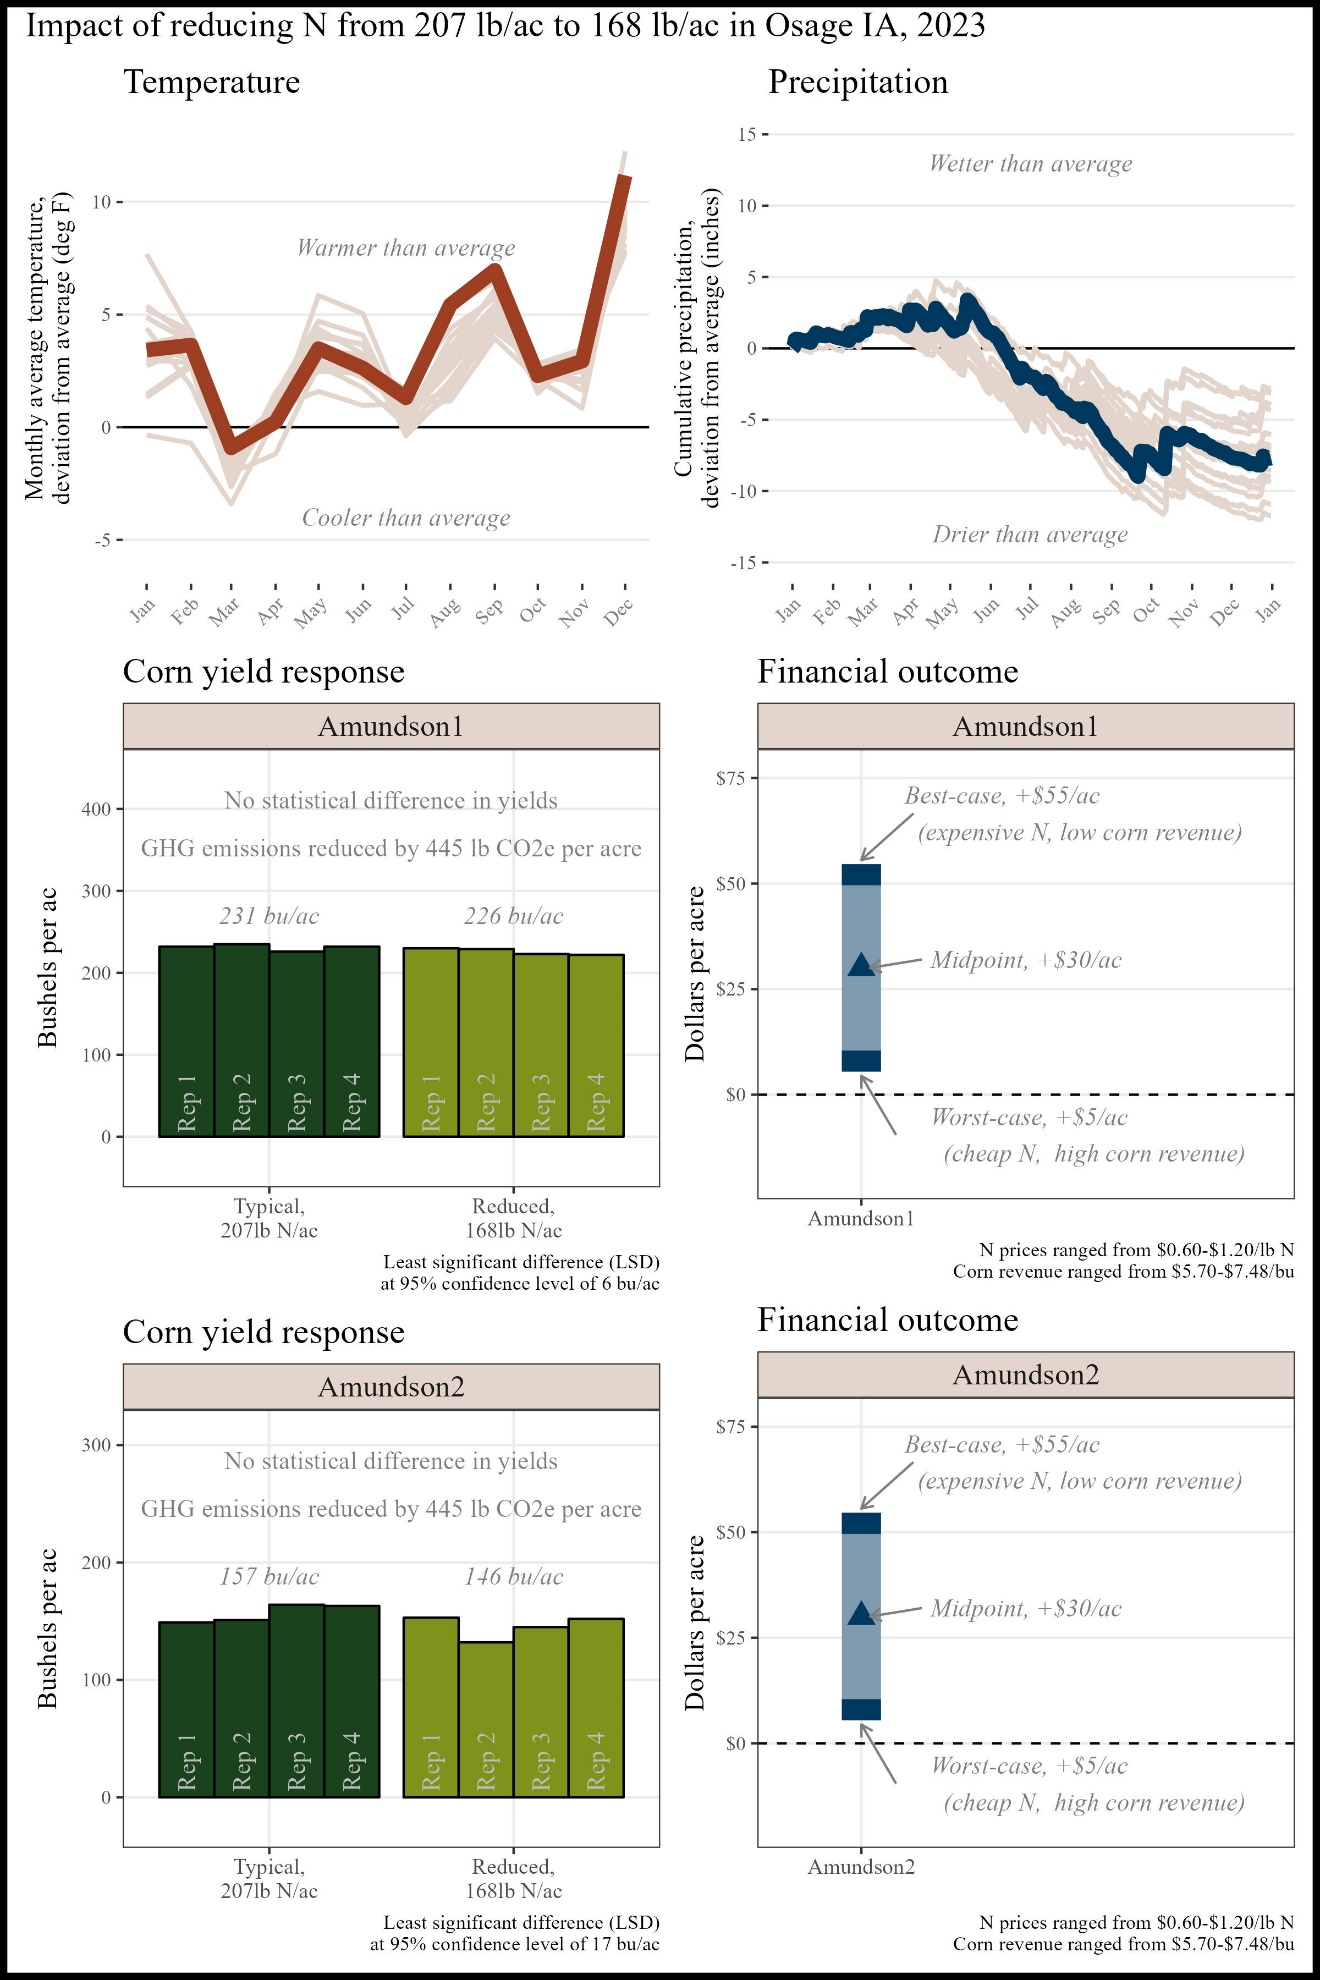 Impact of reducing N from 207 lb/ac to 168 lb/ac in Osage IA, 2023
Temperature
Monthly average temperature,
deviation from average (deg F)
10
5
0
-5
Warmer than average
Cooler than average
Jan Feb Mar Apr May Jun Jul Aug Sep Oct Nov Dec
Precipitation
Cumulative precipitation,
deviation from average (inches)
15
10
5
0
-5
-10
-15
Wetter than average
Drier than average
Jan Feb Mar Apr May Jun Jul Aug Sep Oct Nov Dec Jan
Corn yield response
Amundson1
Bushels per ac
400
300
200
100
0
No statistical difference in yields
GHG emissions reduced by 445 lb CO2e per acre
231 bu/ac
226 bu/ac
Rep 1 Rep 2 Rep 3 Rep 4
Rep 1 Rep 2 Rep 3 Rep 4
Typical,
207lb N/ac
Reduced,
168lb N/ac
Least significant difference (LSD)
at 95% confidence level of 6 bu/ac
Financial outcome
Amundson1
Dollars per acre
$75
$50
$25
$0
Best-case, +$55/ac
(expensive N, low corn revenue)
Midpoint, +$30/ac
Worst-case, +$5/ac
(cheap N,  high corn revenue)
Amundson1
N prices ranged from $0.60-$1.20/lb N
Corn revenue ranged from $5.70-$7.48/bu
Corn yield response
Amundson2
Bushels per ac
300
200
100
0
No statistical difference in yields
GHG emissions reduced by 445 lb CO2e per acre
157 bu/ac
146 bu/ac
Rep 1 Rep 2 Rep 3 Rep 4
Rep 1 Rep 2 Rep 3 Rep 4
Typical,
207lb N/ac
Reduced,
168lb N/ac
Least significant difference (LSD)
at 95% confidence level of 17 bu/ac
Financial outcome
Amundson2
Dollars per acre
$75
$50
$25
$0
Best-case, +$55/ac
(expensive N, low corn revenue)
Midpoint, +$30/ac
Worst-case, +$5/ac
(cheap N,  high corn revenue)
Amundson2
N prices ranged from $0.60-$1.20/lb N
Corn revenue ranged from $5.70-$7.48/bu